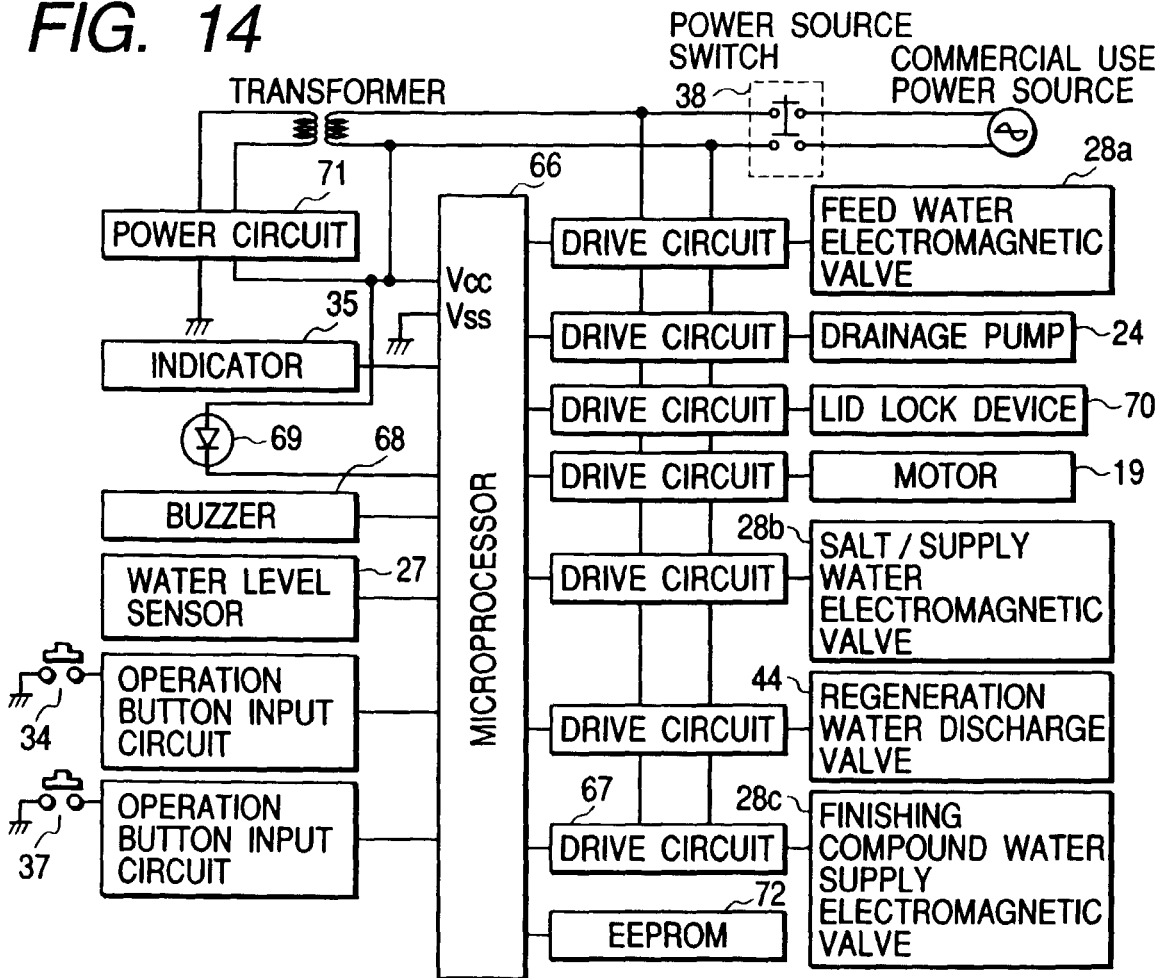 FIG. 14
POWER SOURCE
SWITCH
38
COMMERCIAL USE
POWER SOURCE
TRANSFORMER
71
POWER CIRCUIT
66
MICROPROCESSOR
Vcc
Vss
35
INDICATOR
69
68
BUZZER
27
WATER LEVEL
SENSOR
34
OPERATION
BUTTON INPUT
CIRCUIT
37
OPERATION
BUTTON INPUT
CIRCUIT
DRIVE CIRCUIT
28a
FEED WATER
ELECTROMAGNETIC
VALVE
DRIVE CIRCUIT
DRAINAGE PUMP
24
DRIVE CIRCUIT
LID LOCK DEVICE
70
DRIVE CIRCUIT
MOTOR
19
DRIVE CIRCUIT
28b
SALT / SUPPLY
WATER
ELECTROMAGNETIC
VALVE
DRIVE CIRCUIT
44
REGENERATION
WATER DISCHARGE
VALVE
67
DRIVE CIRCUIT
28c
FINISHING
COMPOUND WATER
SUPPLY
ELECTROMAGNETIC
VALVE
72
EEPROM